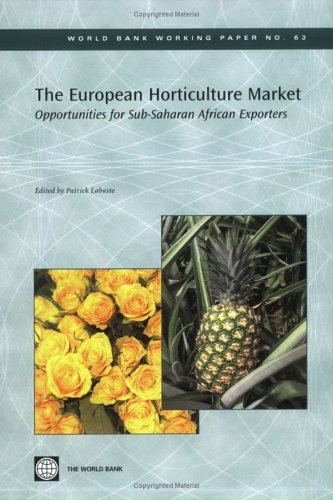 Copyrighted Material
WORLD BANK WORKING PAPER NO. 63
The European Horticulture Market
Opportunities for Sub-Saharan African Exporters
Edited by Patrick Labaste
THE WORLD BANK
Copyrighted Material